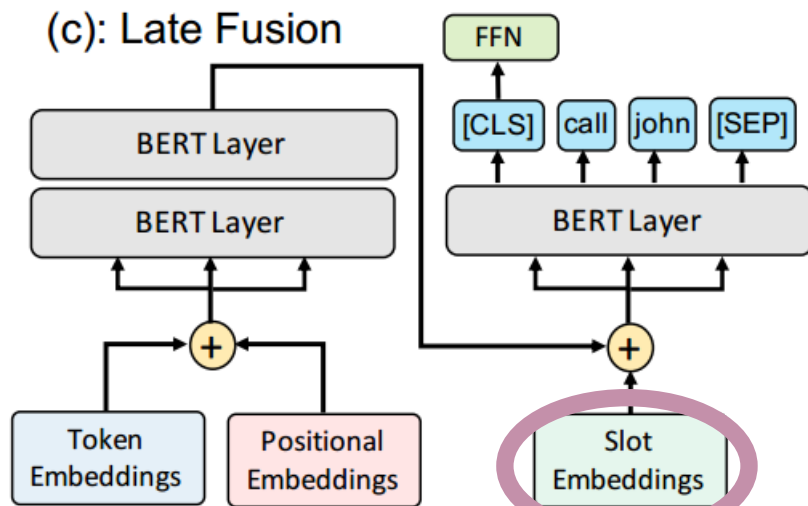 (c): Late Fusion
FFN
[CLS]
call
john
[SEP]
BERT Layer
BERT Layer
BERT Layer
+
+
Token
Embeddings
Positional
Embeddings
Slot
Embeddings